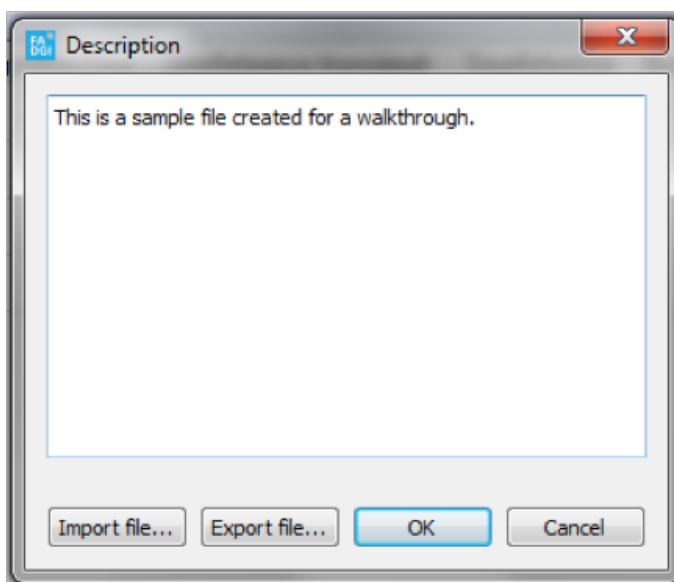 FA
DGI
Description
This is a sample file created for a walkthrough.
Import file...
Export file...
OK
Cancel